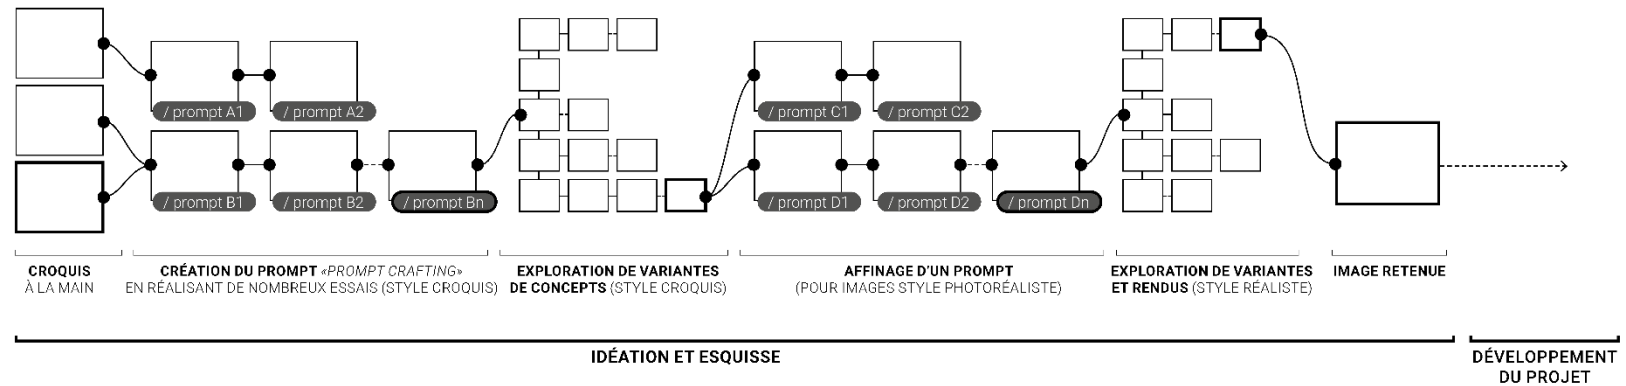 / prompt A1
/ prompt A2
/ prompt B1
/ prompt B2
/ prompt Bn
/ prompt C1
/ prompt C2
/ prompt D1
/ prompt D2
/ prompt Dn
CROQUIS
À LA MAIN
CRÉATION DU PROMPT «PROMPT CRAFTING»
EN RÉALISANT DE NOMBREUX ESSAIS (STYLE CROQUIS)
EXPLORATION DE VARIANTES
DE CONCEPTS (STYLE CROQUIS)
AFFINAGE D'UN PROMPT
(POUR IMAGES STYLE PHOTORÉALISTE)
EXPLORATION DE VARIANTES
ET RENDUS (STYLE RÉALISTE)
IMAGE RETENUE
IDÉATION ET ESQUISSE
DÉVELOPPEMENT
DU PROJET